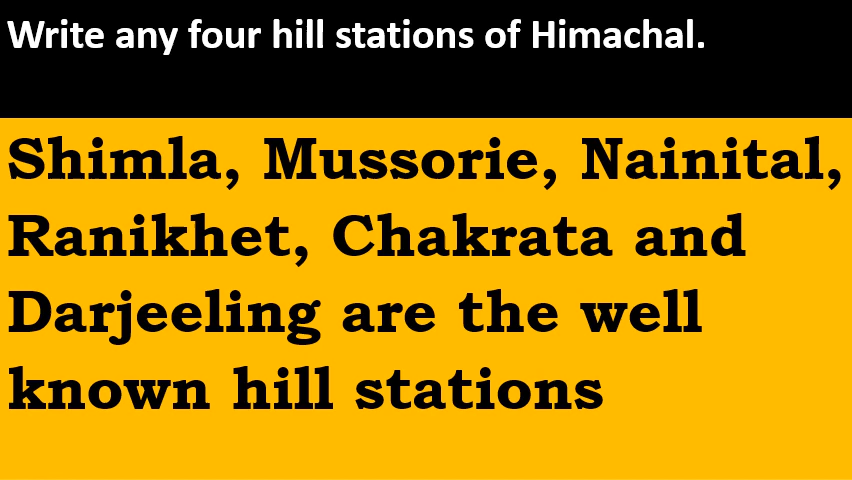 Write any four hill stations of Himachal.
Shimla, Mussorie, Nainital,
Ranikhet, Chakrata and
Darjeeling are the well
known hill stations